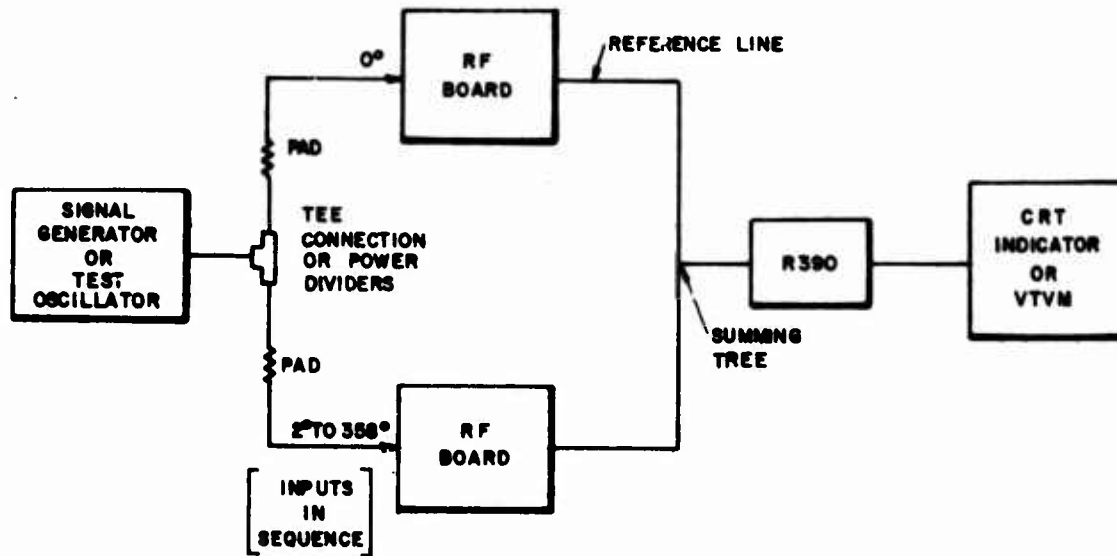 0°
RF
BOARD
REFERENCE LINE
PAD
SIGNAL
GENERATOR
OR
TEST
OSCILLATOR
TEE
CONNECTION
OR POWER
DIVIDERS
R390
CRT
INDICATOR
OR
VTVM
SUMMING
TREE
PAD
2° TO 358°
RF
BOARD
INPUTS
IN
SEQUENCE